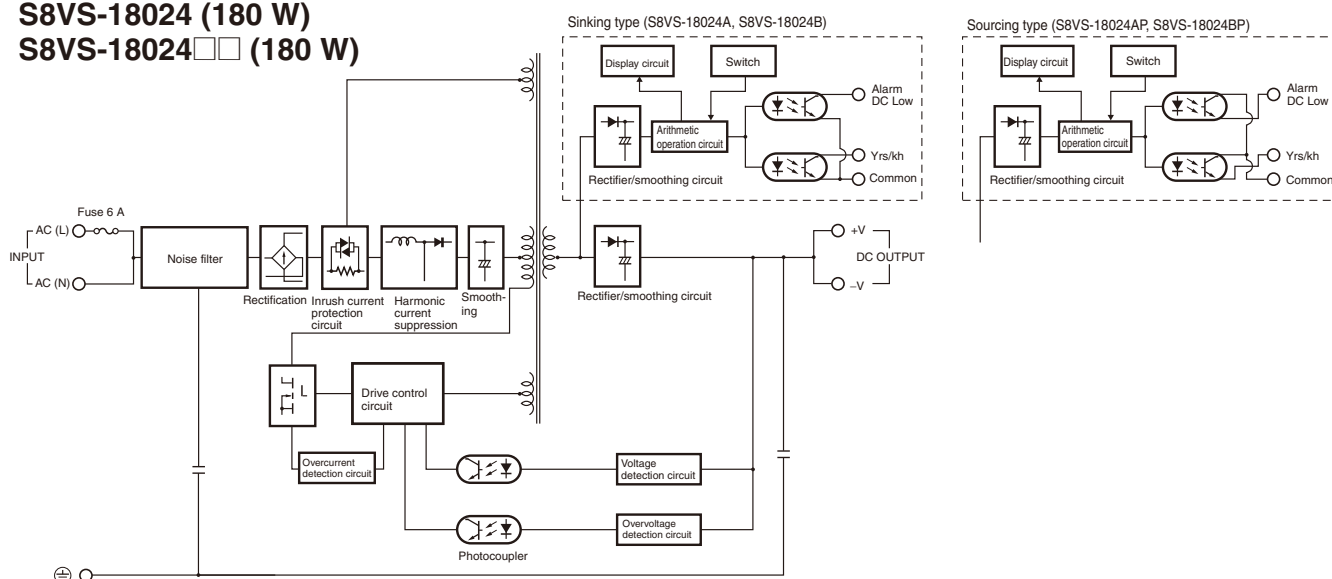 S8VS-18024 (180 W)
S8VS-18024□□ (180 W)
Sinking type (S8VS-18024A, S8VS-18024B)
Display circuit
Switch
Alarm
DC Low
Arithmetic
operation circuit
Yrs/kh
Rectifier/smoothing circuit
Common
Sourcing type (S8VS-18024AP, S8VS-18024BP)
Display circuit
Switch
Alarm
DC Low
Arithmetic
operation circuit
Yrs/kh
Rectifier/smoothing circuit
Common
Fuse 6 A
AC (L)
INPUT
AC (N)
Noise filter
Rectification
Inrush current
protection
circuit
Harmonic
current
suppression
Smooth-
ing
Rectifier/smoothing circuit
+V
DC OUTPUT
–V
Drive control
circuit
Overcurrent
detection circuit
Voltage
detection circuit
Overvoltage
detection circuit
Photocoupler